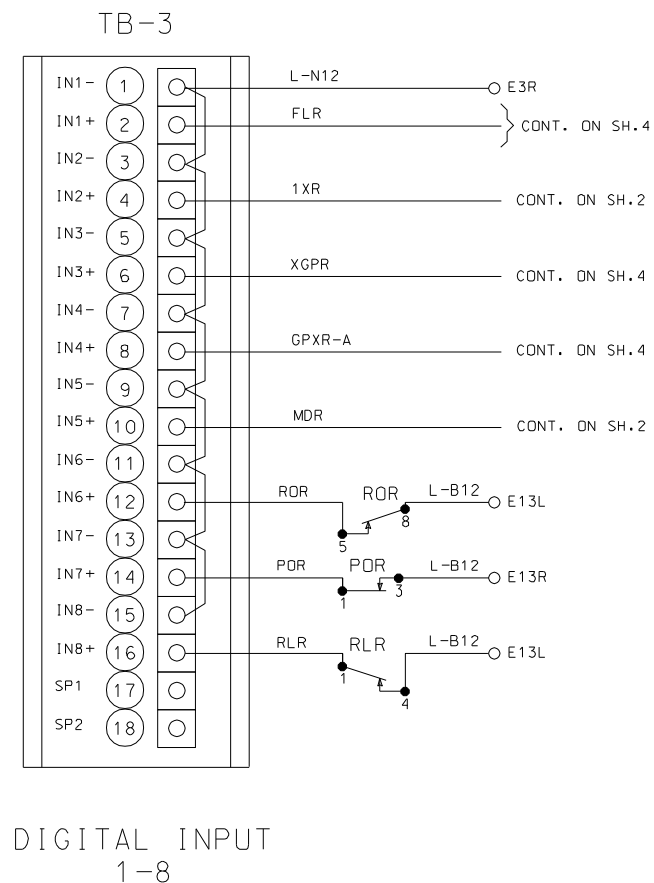 TB-3
IN1- 1 L-N12 E3R
IN1+ 2 FLR CONT. ON SH.4
IN2- 3
IN2+ 4 1XR CONT. ON SH.2
IN3- 5
IN3+ 6 XGPR CONT. ON SH.4
IN4- 7
IN4+ 8 GPXR-A CONT. ON SH.4
IN5- 9
IN5+ 10 MDR CONT. ON SH.2
IN6- 11
IN6+ 12 ROR ROR L-B12 E13L
5 8
IN7- 13
IN7+ 14 POR POR L-B12 E13R
1 3
IN8- 15
IN8+ 16 RLR RLR L-B12 E13L
1 4
SP1 17
SP2 18
DIGITAL INPUT
1-8